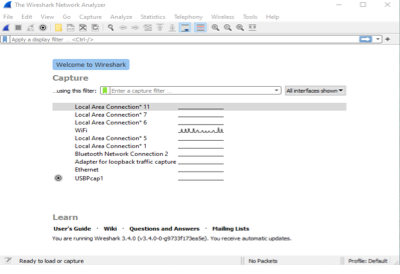 The Wireshark Network Analyzer
File Edit View Go Capture Analyze Statistics Telephony Wireless Tools Help
Apply a display filter ... <Ctrl-/>
Welcome to Wireshark
Capture
...using this filter: Enter a capture filter ... All interfaces shown
Local Area Connection* 11
Local Area Connection* 7
Local Area Connection* 6
WiFi
Local Area Connection* 5
Local Area Connection* 1
Bluetooth Network Connection 2
Adapter for loopback traffic capture
Ethernet
USBPcap1
Learn
User's Guide · Wiki · Questions and Answers · Mailing Lists
You are running Wireshark 3.4.0 (v3.4.0-0-g9733f173ea5e). You receive automatic updates.
Ready to load or capture No Packets Profile: Default